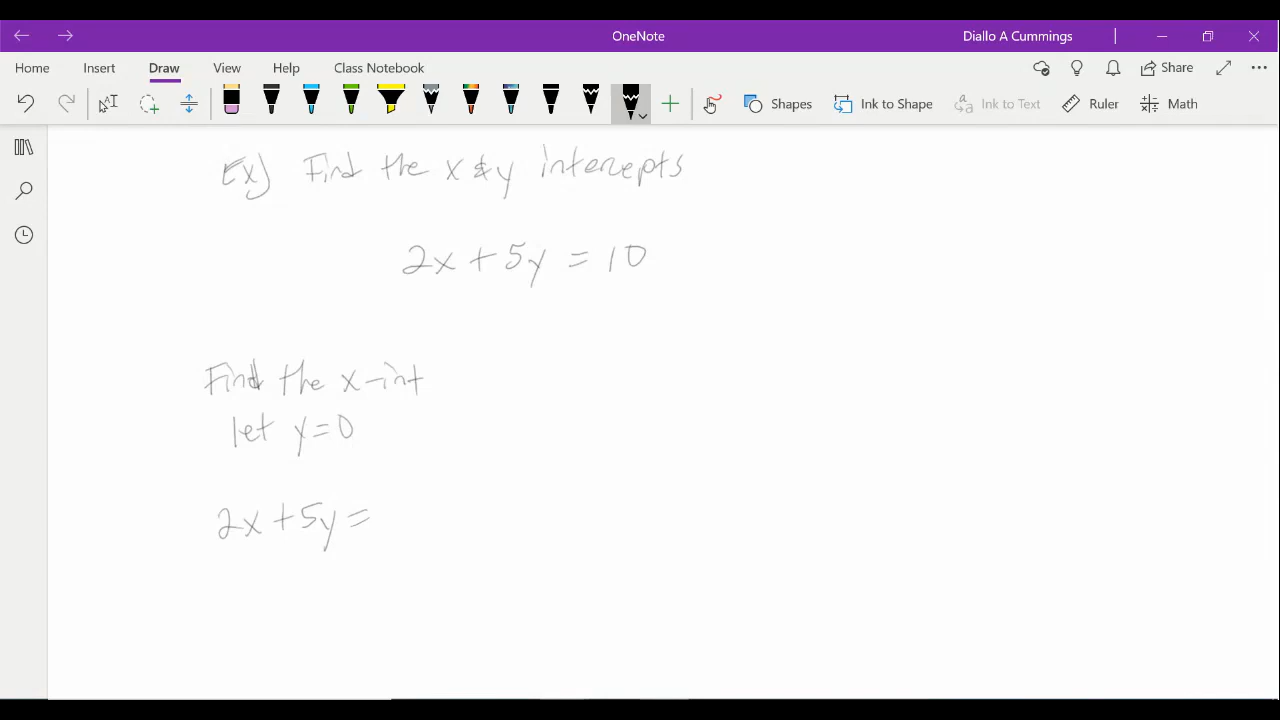 OneNote
Diallo A Cummings
Home Insert Draw View Help Class Notebook
Share
Shapes Ink to Shape Ink to Text Ruler Math
Ex) Find the x & y intercepts
2x + 5y = 10
Find the x-int
let y=0
2x + 5y =